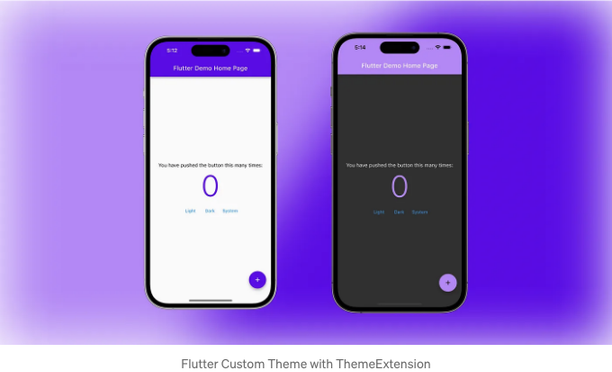 5:12
Flutter Demo Home Page
You have pushed the button this many times:
0
Light Dark System
+
5:14
Flutter Demo Home Page
You have pushed the button this many times:
0
Light Dark System
+
Flutter Custom Theme with ThemeExtension